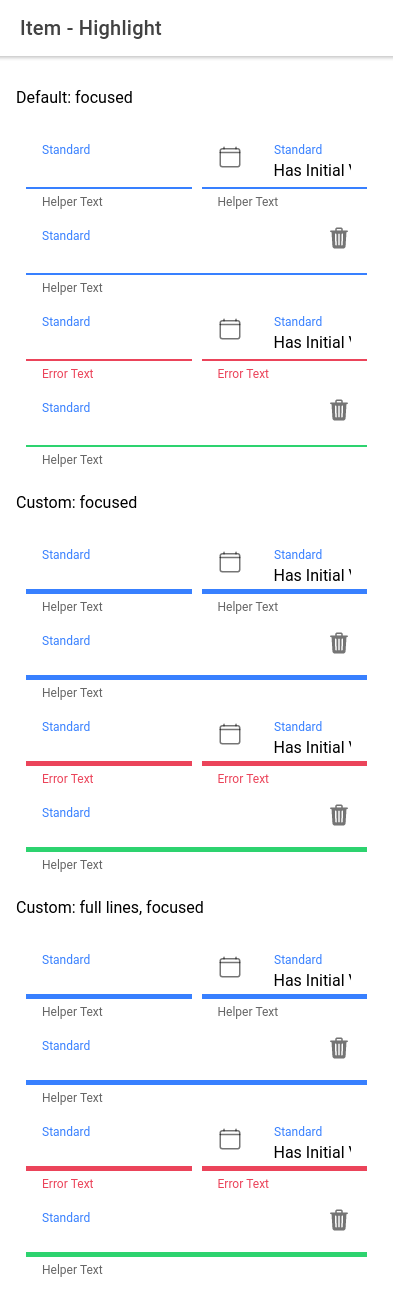 Item - Highlight
Default: focused
Standard
Standard
Has Initial
Helper Text
Helper Text
Standard
Helper Text
Standard
Standard
Has Initial
Error Text
Error Text
Standard
Helper Text
Custom: focused
Standard
Standard
Has Initial
Helper Text
Helper Text
Standard
Helper Text
Standard
Standard
Has Initial
Error Text
Error Text
Standard
Helper Text
Custom: full lines, focused
Standard
Standard
Has Initial
Helper Text
Helper Text
Standard
Helper Text
Standard
Standard
Has Initial
Error Text
Error Text
Standard
Helper Text